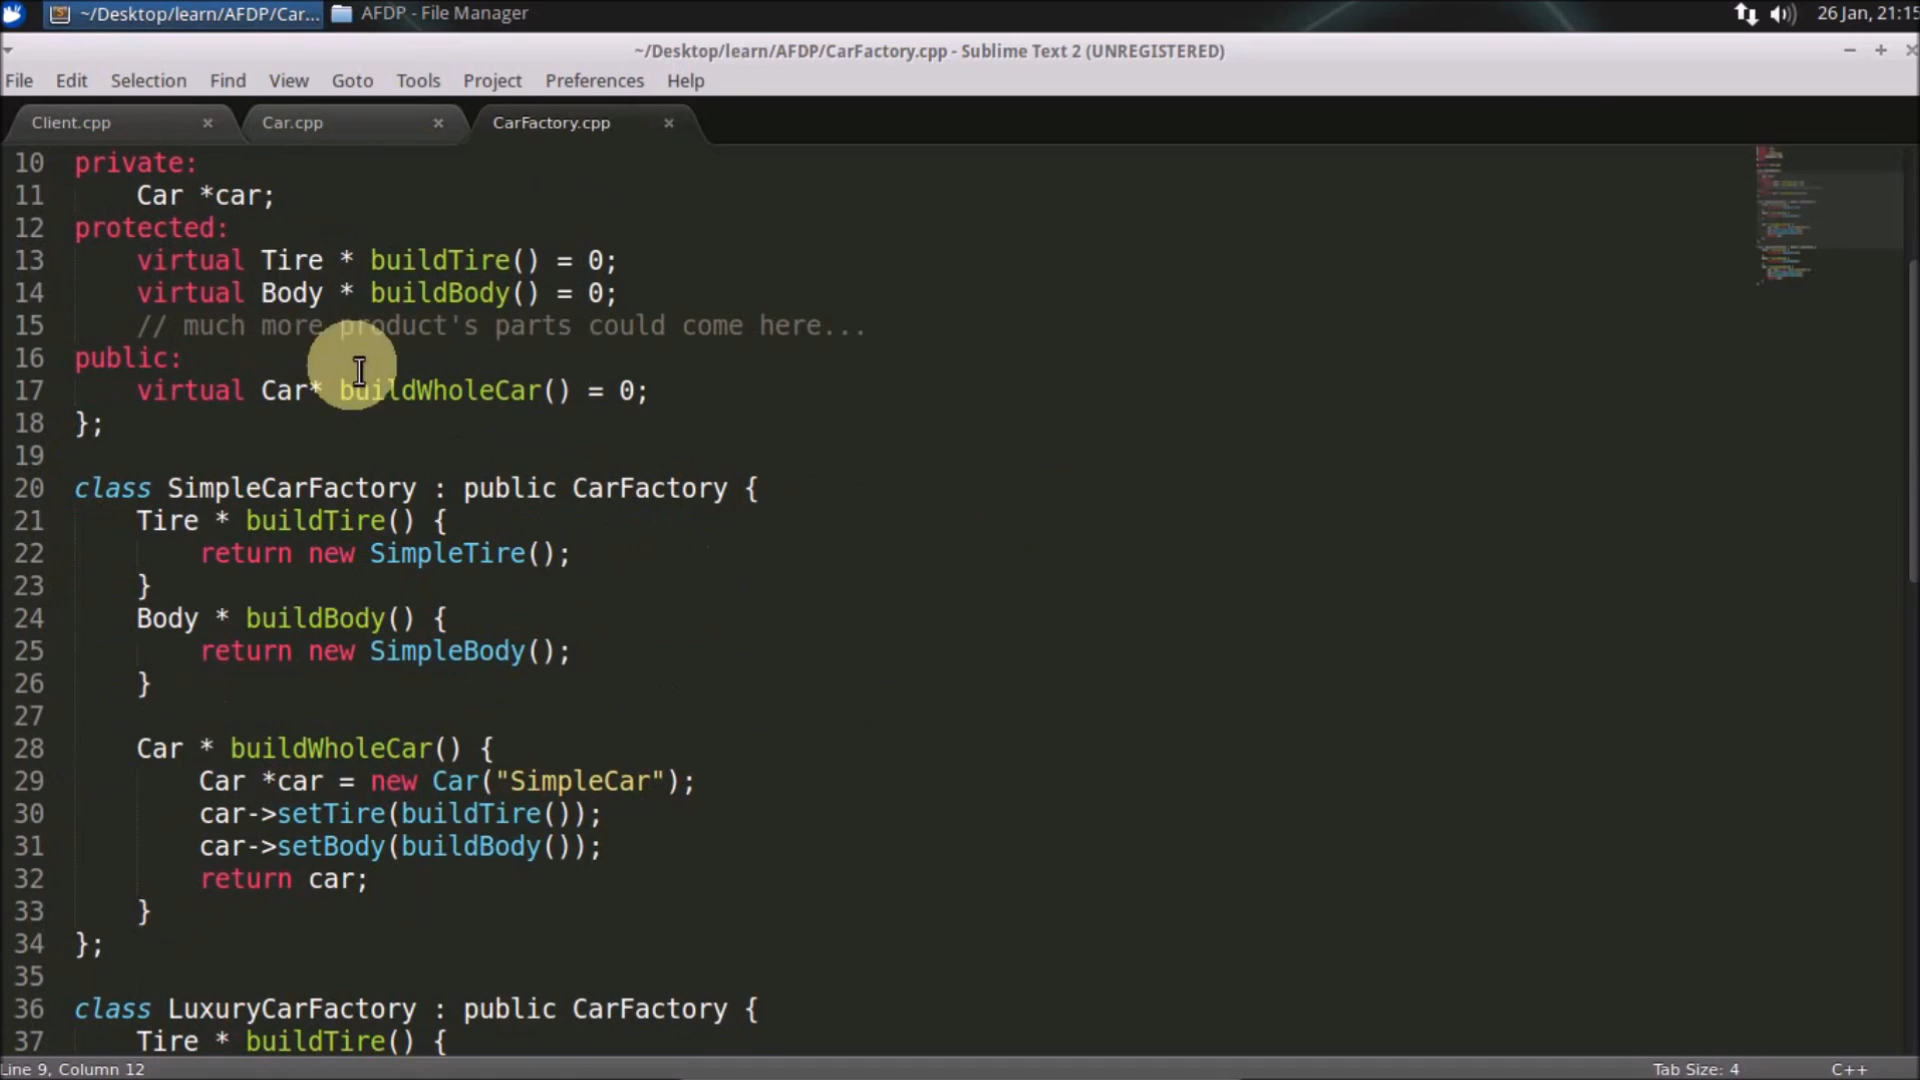 ~/Desktop/learn/AFDP/Car... AFDP - File Manager 26 Jan, 21:15
~/Desktop/learn/AFDP/CarFactory.cpp - Sublime Text 2 (UNREGISTERED)
File Edit Selection Find View Goto Tools Project Preferences Help
Client.cpp × Car.cpp × CarFactory.cpp ×
10 private:
11     Car *car;
12 protected:
13     virtual Tire * buildTire() = 0;
14     virtual Body * buildBody() = 0;
15     // much more product's parts could come here...
16 public:
17     virtual Car* buildWholeCar() = 0;
18 };
19
20 class SimpleCarFactory : public CarFactory {
21     Tire * buildTire() {
22         return new SimpleTire();
23     }
24     Body * buildBody() {
25         return new SimpleBody();
26     }
27
28     Car * buildWholeCar() {
29         Car *car = new Car("SimpleCar");
30         car->setTire(buildTire());
31         car->setBody(buildBody());
32         return car;
33     }
34 };
35
36 class LuxuryCarFactory : public CarFactory {
37     Tire * buildTire() {
Line 9, Column 12 Tab Size: 4 C++